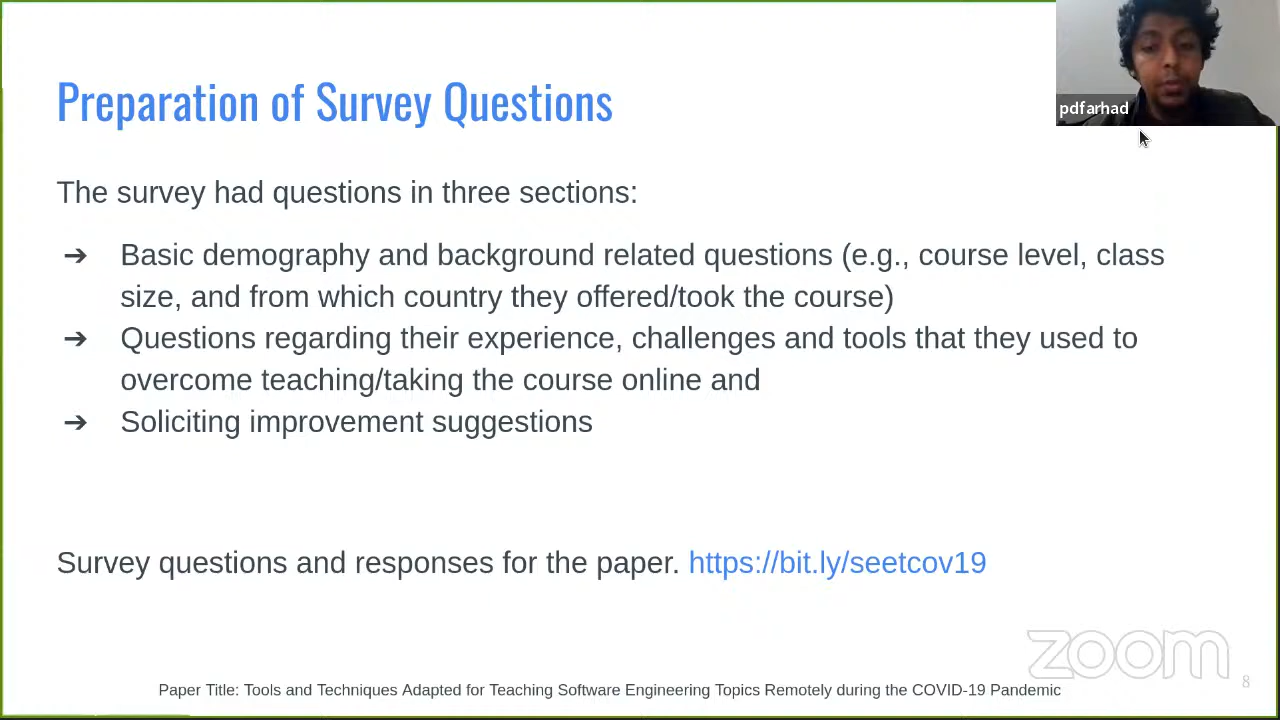 Preparation of Survey Questions
pdfarhad
The survey had questions in three sections:
➔ Basic demography and background related questions (e.g., course level, class
size, and from which country they offered/took the course)
➔ Questions regarding their experience, challenges and tools that they used to
overcome teaching/taking the course online and
➔ Soliciting improvement suggestions
Survey questions and responses for the paper. https://bit.ly/seetcov19
zoom
Paper Title: Tools and Techniques Adapted for Teaching Software Engineering Topics Remotely during the COVID-19 Pandemic
8